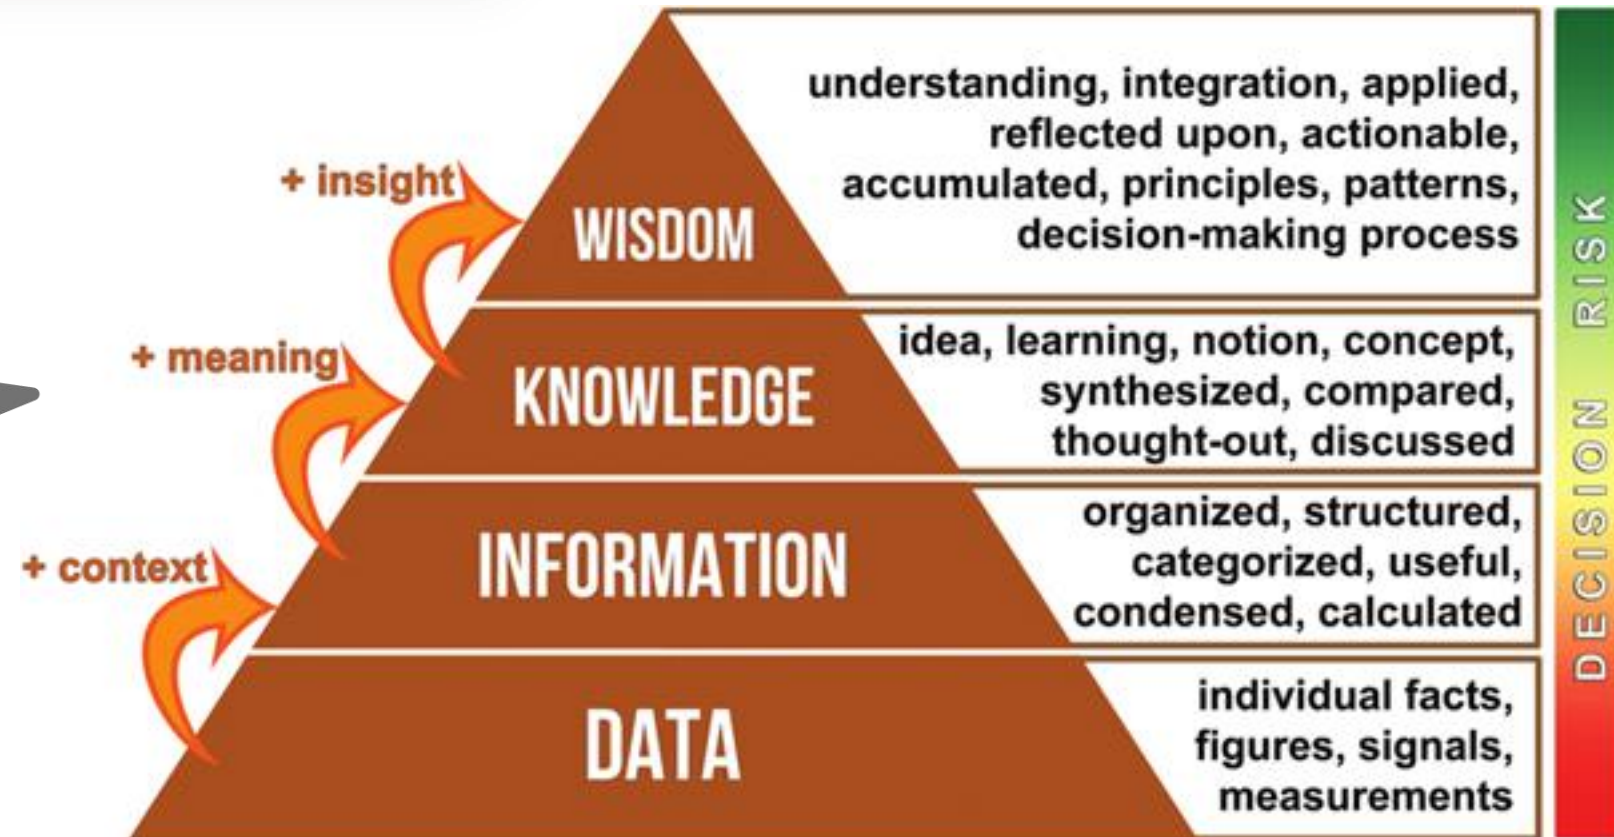 understanding, integration, applied,
reflected upon, actionable,
accumulated, principles, patterns,
decision-making process
+ insight
WISDOM
idea, learning, notion, concept,
synthesized, compared,
thought-out, discussed
+ meaning
KNOWLEDGE
organized, structured,
categorized, useful,
condensed, calculated
+ context
INFORMATION
individual facts,
figures, signals,
measurements
DATA
DECISION RISK